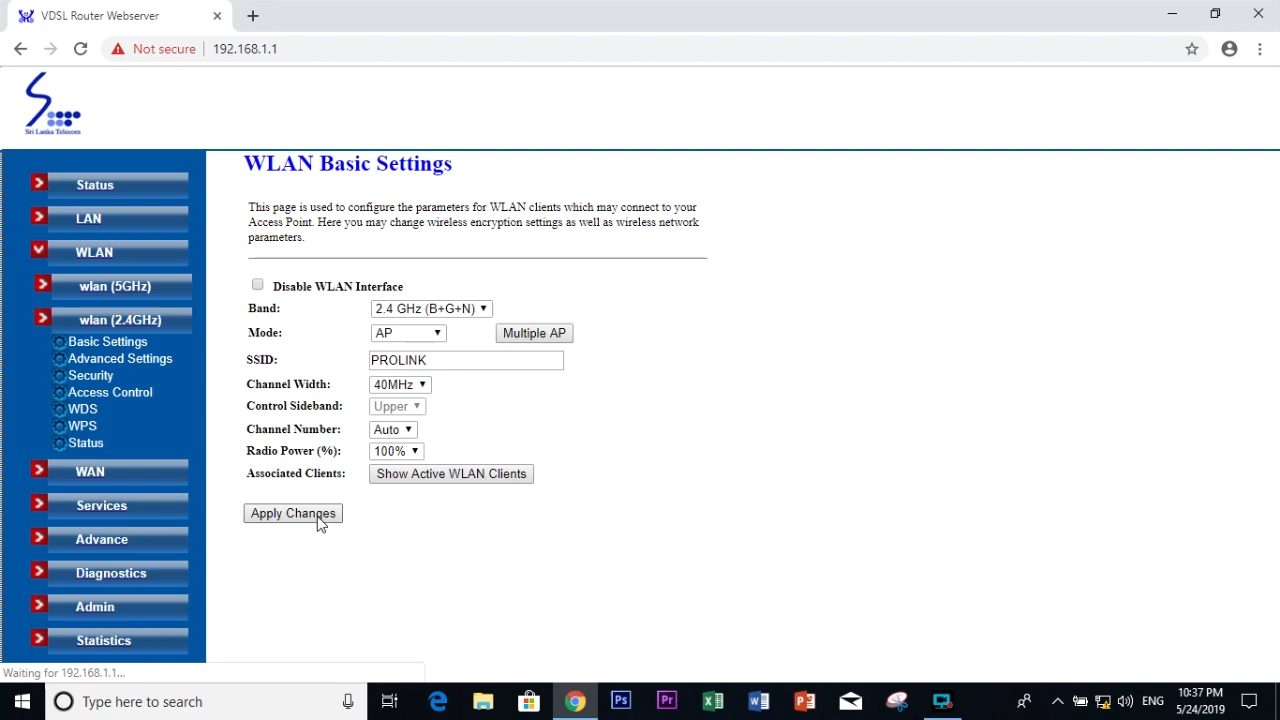 VDSL Router Webserver
Not secure
192.168.1.1
Sri Lanka Telecom
Status
LAN
WLAN
wlan (5GHz)
wlan (2.4GHz)
Basic Settings
Advanced Settings
Security
Access Control
WDS
WPS
Status
WAN
Services
Advance
Diagnostics
Admin
Statistics
WLAN Basic Settings
This page is used to configure the parameters for WLAN clients which may connect to your
Access Point. Here you may change wireless encryption settings as well as wireless network
parameters.
Disable WLAN Interface
Band: 2.4 GHz (B+G+N)
Mode: AP Multiple AP
SSID: PROLINK
Channel Width: 40MHz
Control Sideband: Upper
Channel Number: Auto
Radio Power (%): 100%
Associated Clients: Show Active WLAN Clients
Apply Changes
Waiting for 192.168.1.1...
Type here to search
Ps
Pr
ENG
10:37 PM
5/24/2019